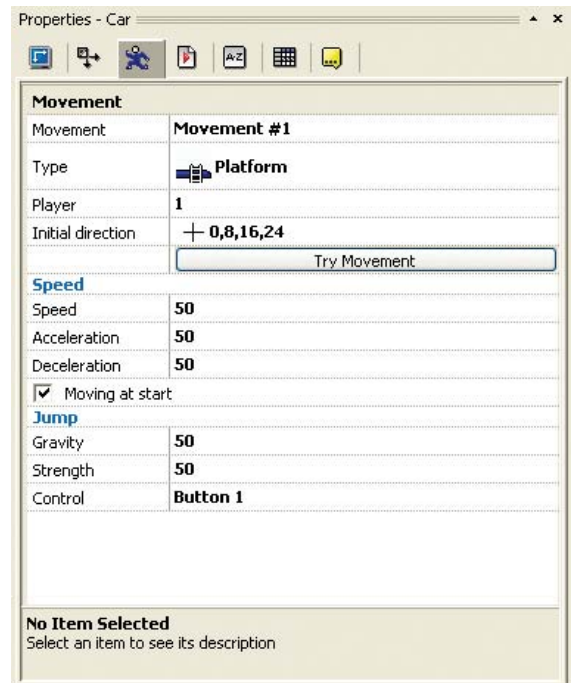 Properties - Car
A-Z
Movement
Movement Movement #1
Type Platform
Player 1
Initial direction 0,8,16,24
Try Movement
Speed
Speed 50
Acceleration 50
Deceleration 50
Moving at start
Jump
Gravity 50
Strength 50
Control Button 1
No Item Selected
Select an item to see its description